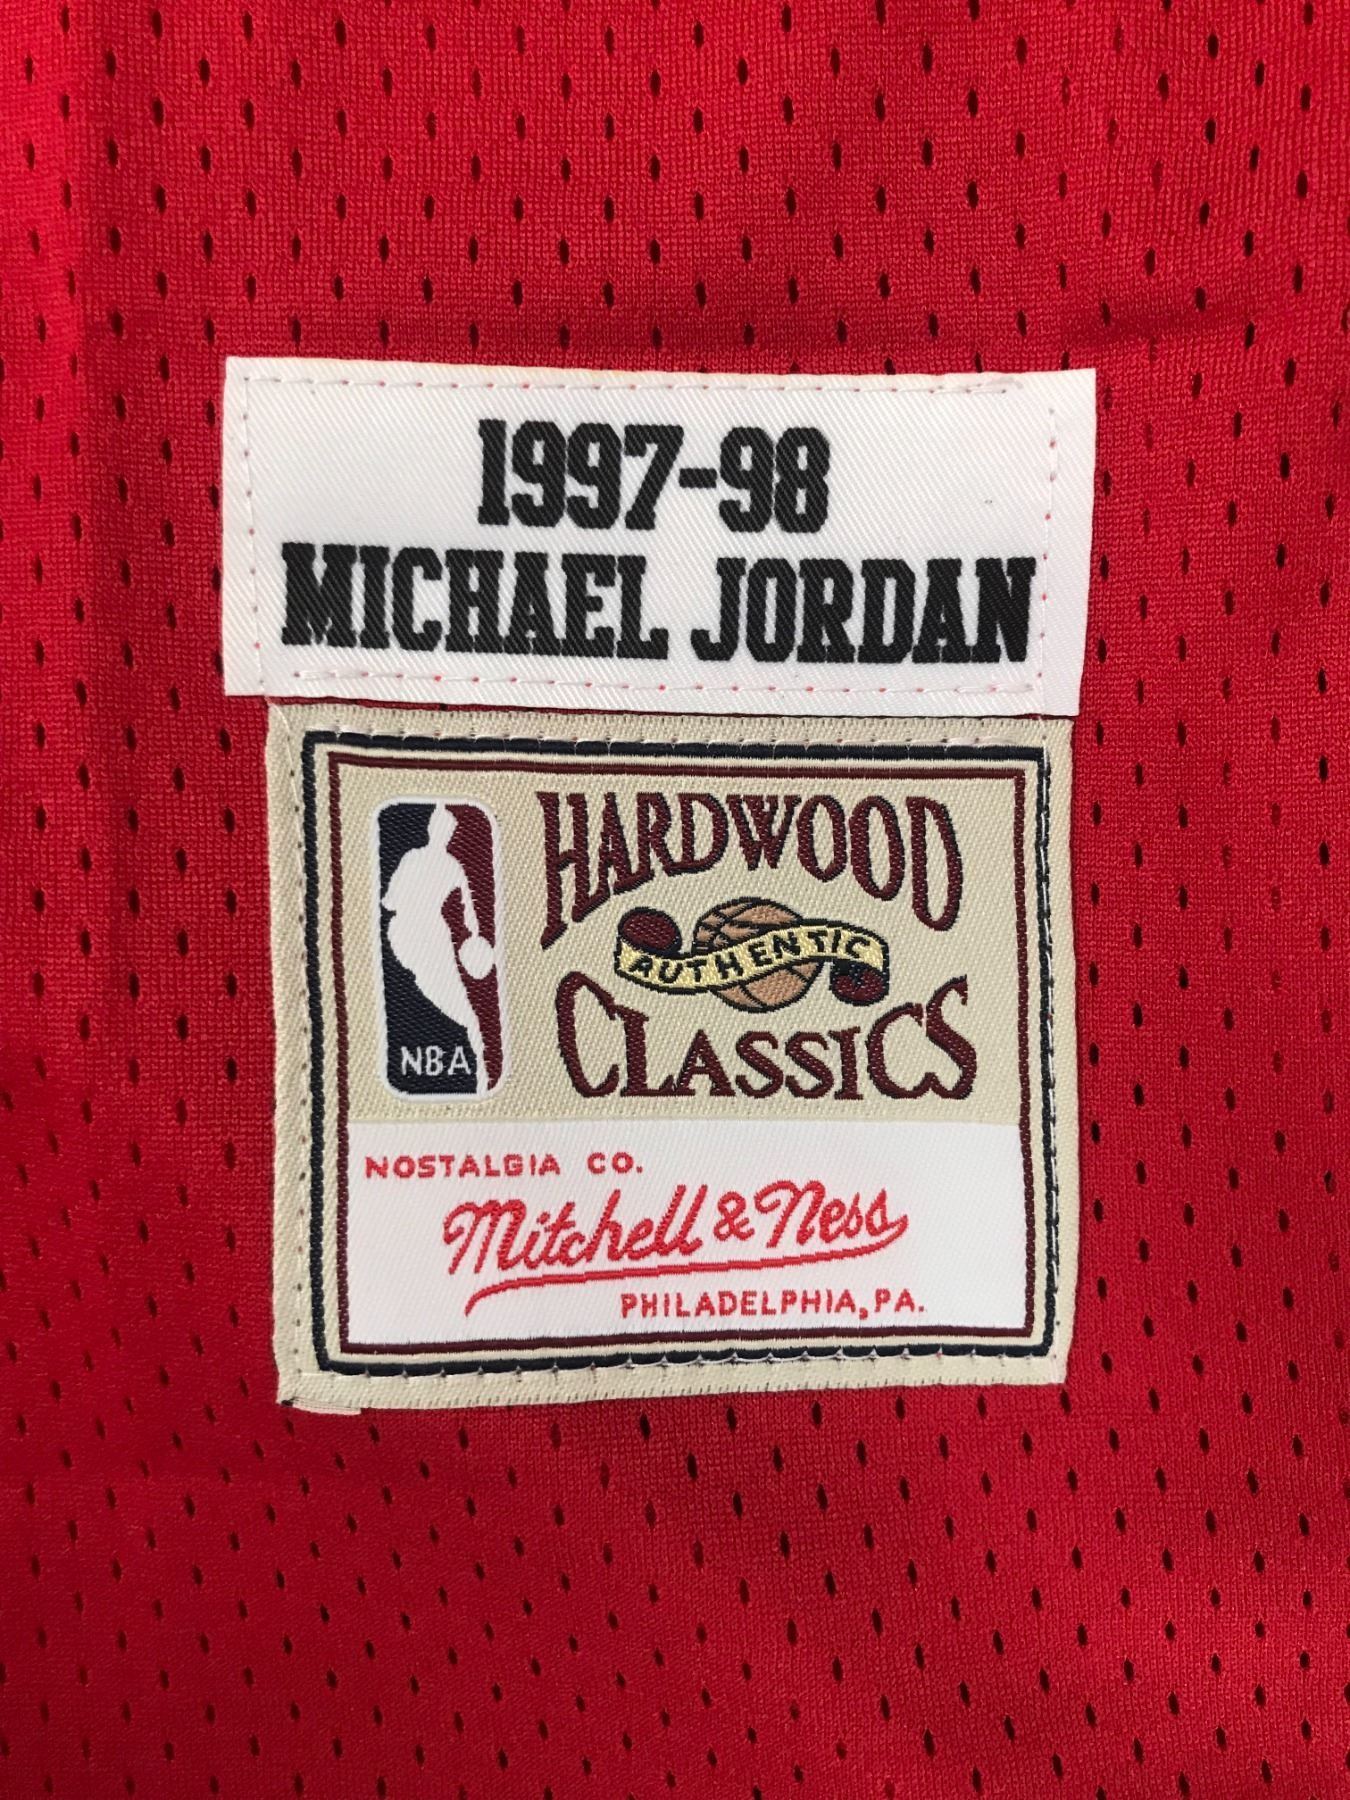 1997-98
MICHAEL JORDAN
HARDWOOD
AUTHENTIC
CLASSICS
NBA
NOSTALGIA CO.
Mitchell & Ness
PHILADELPHIA, PA.